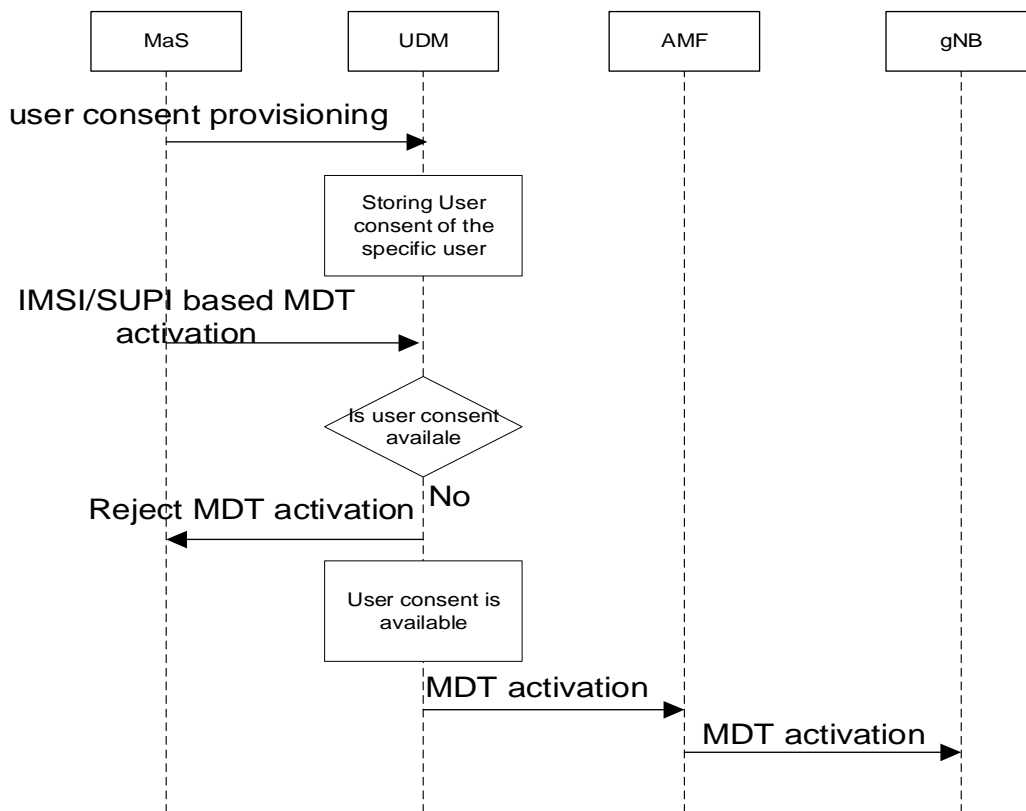 MaS
UDM
AMF
gNB
user consent provisioning
Storing User
consent of the
specific user
IMSI/SUPI based MDT
activation
Is user consent
availale
No
Reject MDT activation
User consent is
available
MDT activation
MDT activation